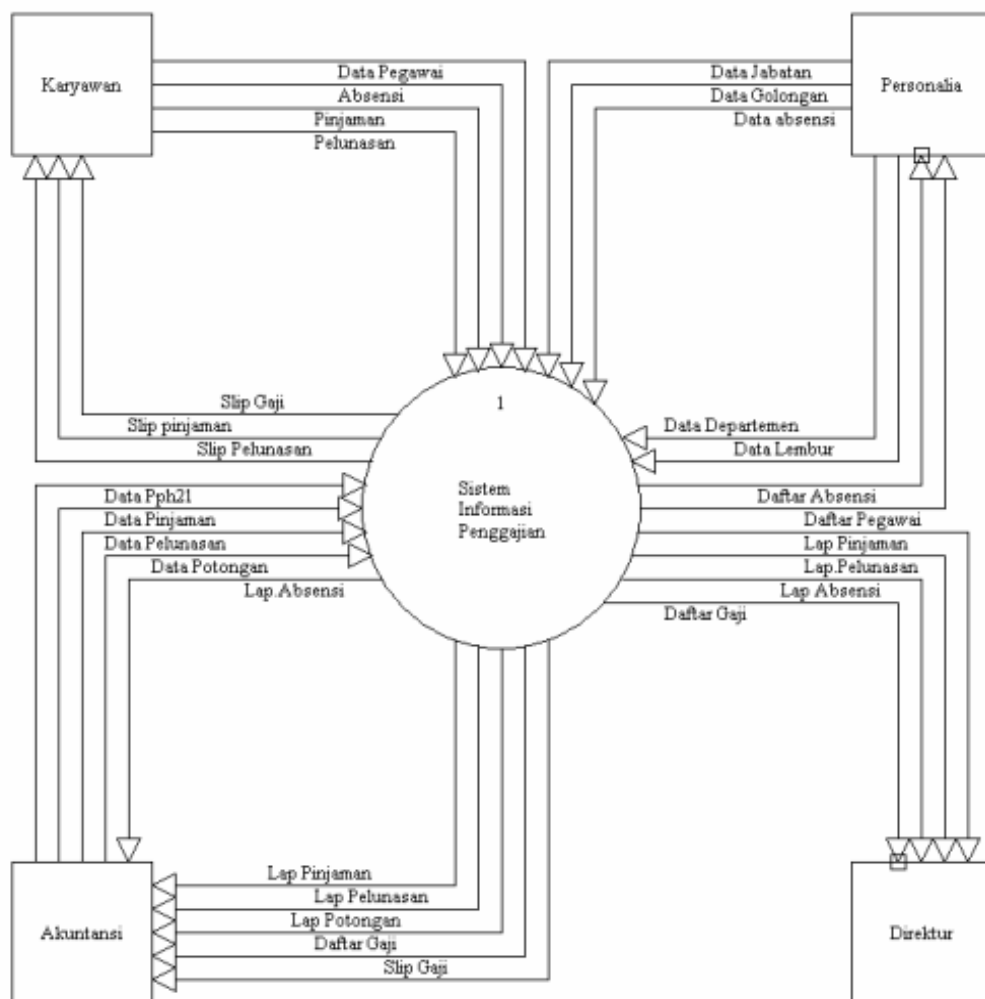 Karyawan
Data Pegawai
Absensi
Pinjaman
Pelunasan
Data Jabatan
Data Golongan
Data absensi
Personalia
Slip Gaji
Slip pinjaman
Slip Pelunasan
1
Sistem
Informasi
Penggajian
Data Departemen
Data Lembur
Daftar Absensi
Daftar Pegawai
Lap Pinjaman
Lap.Pelunasan
Lap Absensi
Daftar Gaji
Data Pph21
Data Pinjaman
Data Pelunasan
Data Potongan
Lap.Absensi
Lap Pinjaman
Lap Pelunasan
Lap Potongan
Daftar Gaji
Slip Gaji
Akuntansi
Direktur